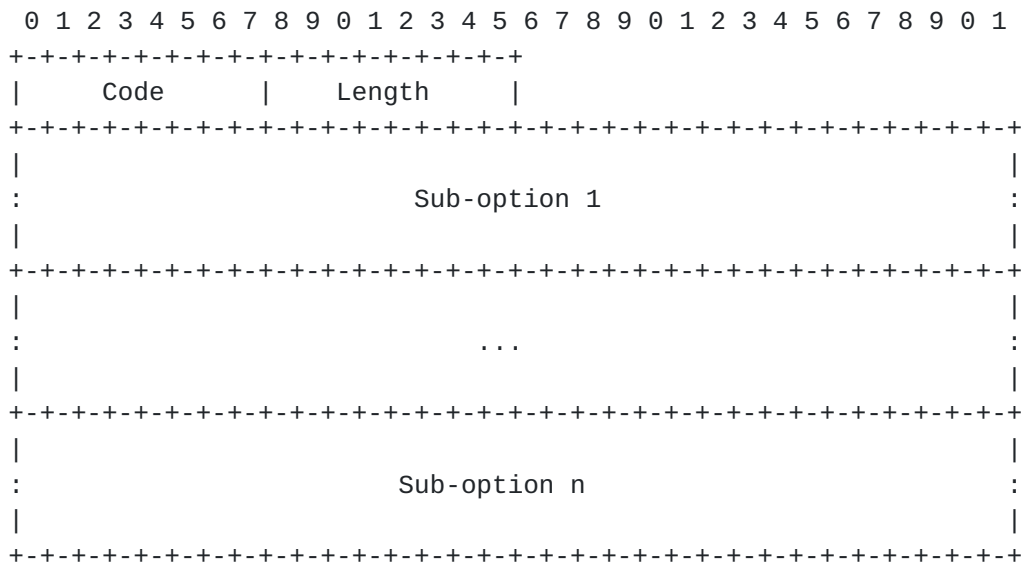 0 1 2 3 4 5 6 7 8 9 0 1 2 3 4 5 6 7 8 9 0 1 2 3 4 5 6 7 8 9 0 1
+-+-+-+-+-+-+-+-+-+-+-+-+-+-+-+-+
|     Code      |    Length     |
+-+-+-+-+-+-+-+-+-+-+-+-+-+-+-+-+-+-+-+-+-+-+-+-+-+-+-+-+-+-+-+-+
|                                                               |
:                         Sub-option 1                          :
|                                                               |
+-+-+-+-+-+-+-+-+-+-+-+-+-+-+-+-+-+-+-+-+-+-+-+-+-+-+-+-+-+-+-+-+
|                                                               |
:                             ...                               :
|                                                               |
+-+-+-+-+-+-+-+-+-+-+-+-+-+-+-+-+-+-+-+-+-+-+-+-+-+-+-+-+-+-+-+-+
|                                                               |
:                        Sub-option n                           :
|                                                               |
+-+-+-+-+-+-+-+-+-+-+-+-+-+-+-+-+-+-+-+-+-+-+-+-+-+-+-+-+-+-+-+-+